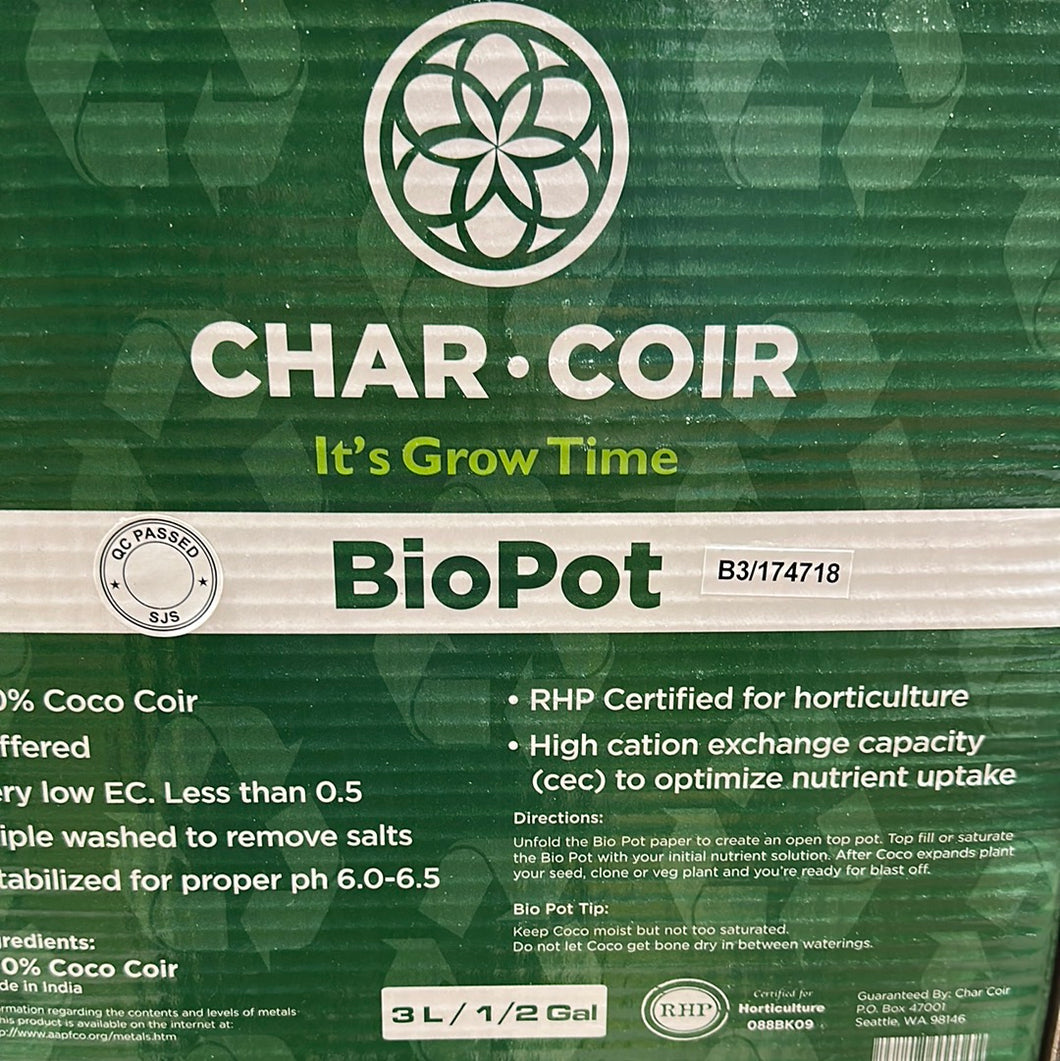 CHAR•COIR
It's Grow Time
QC PASSED
SJS
BioPot
B3/174718
0% Coco Coir
ffered
ery low EC. Less than 0.5
iple washed to remove salts
tabilized for proper ph 6.0-6.5
gredients:
0% Coco Coir
de in India
rmation regarding the contents and levels of metals
his product is available on the internet at:
p://www.aapfco.org/metals.htm
• RHP Certified for horticulture
• High cation exchange capacity
(cec) to optimize nutrient uptake
Directions:
Unfold the Bio Pot paper to create an open top pot. Top fill or saturate
the Bio Pot with your initial nutrient solution. After Coco expands plant
your seed, clone or veg plant and you're ready for blast off.
Bio Pot Tip:
Keep Coco moist but not too saturated.
Do not let Coco get bone dry in between waterings.
3 L / 1/2 Gal
RHP
Certified for
Horticulture
088BK09
Guaranteed By: Char Coir
P.O. Box 47001
Seattle, WA 98146